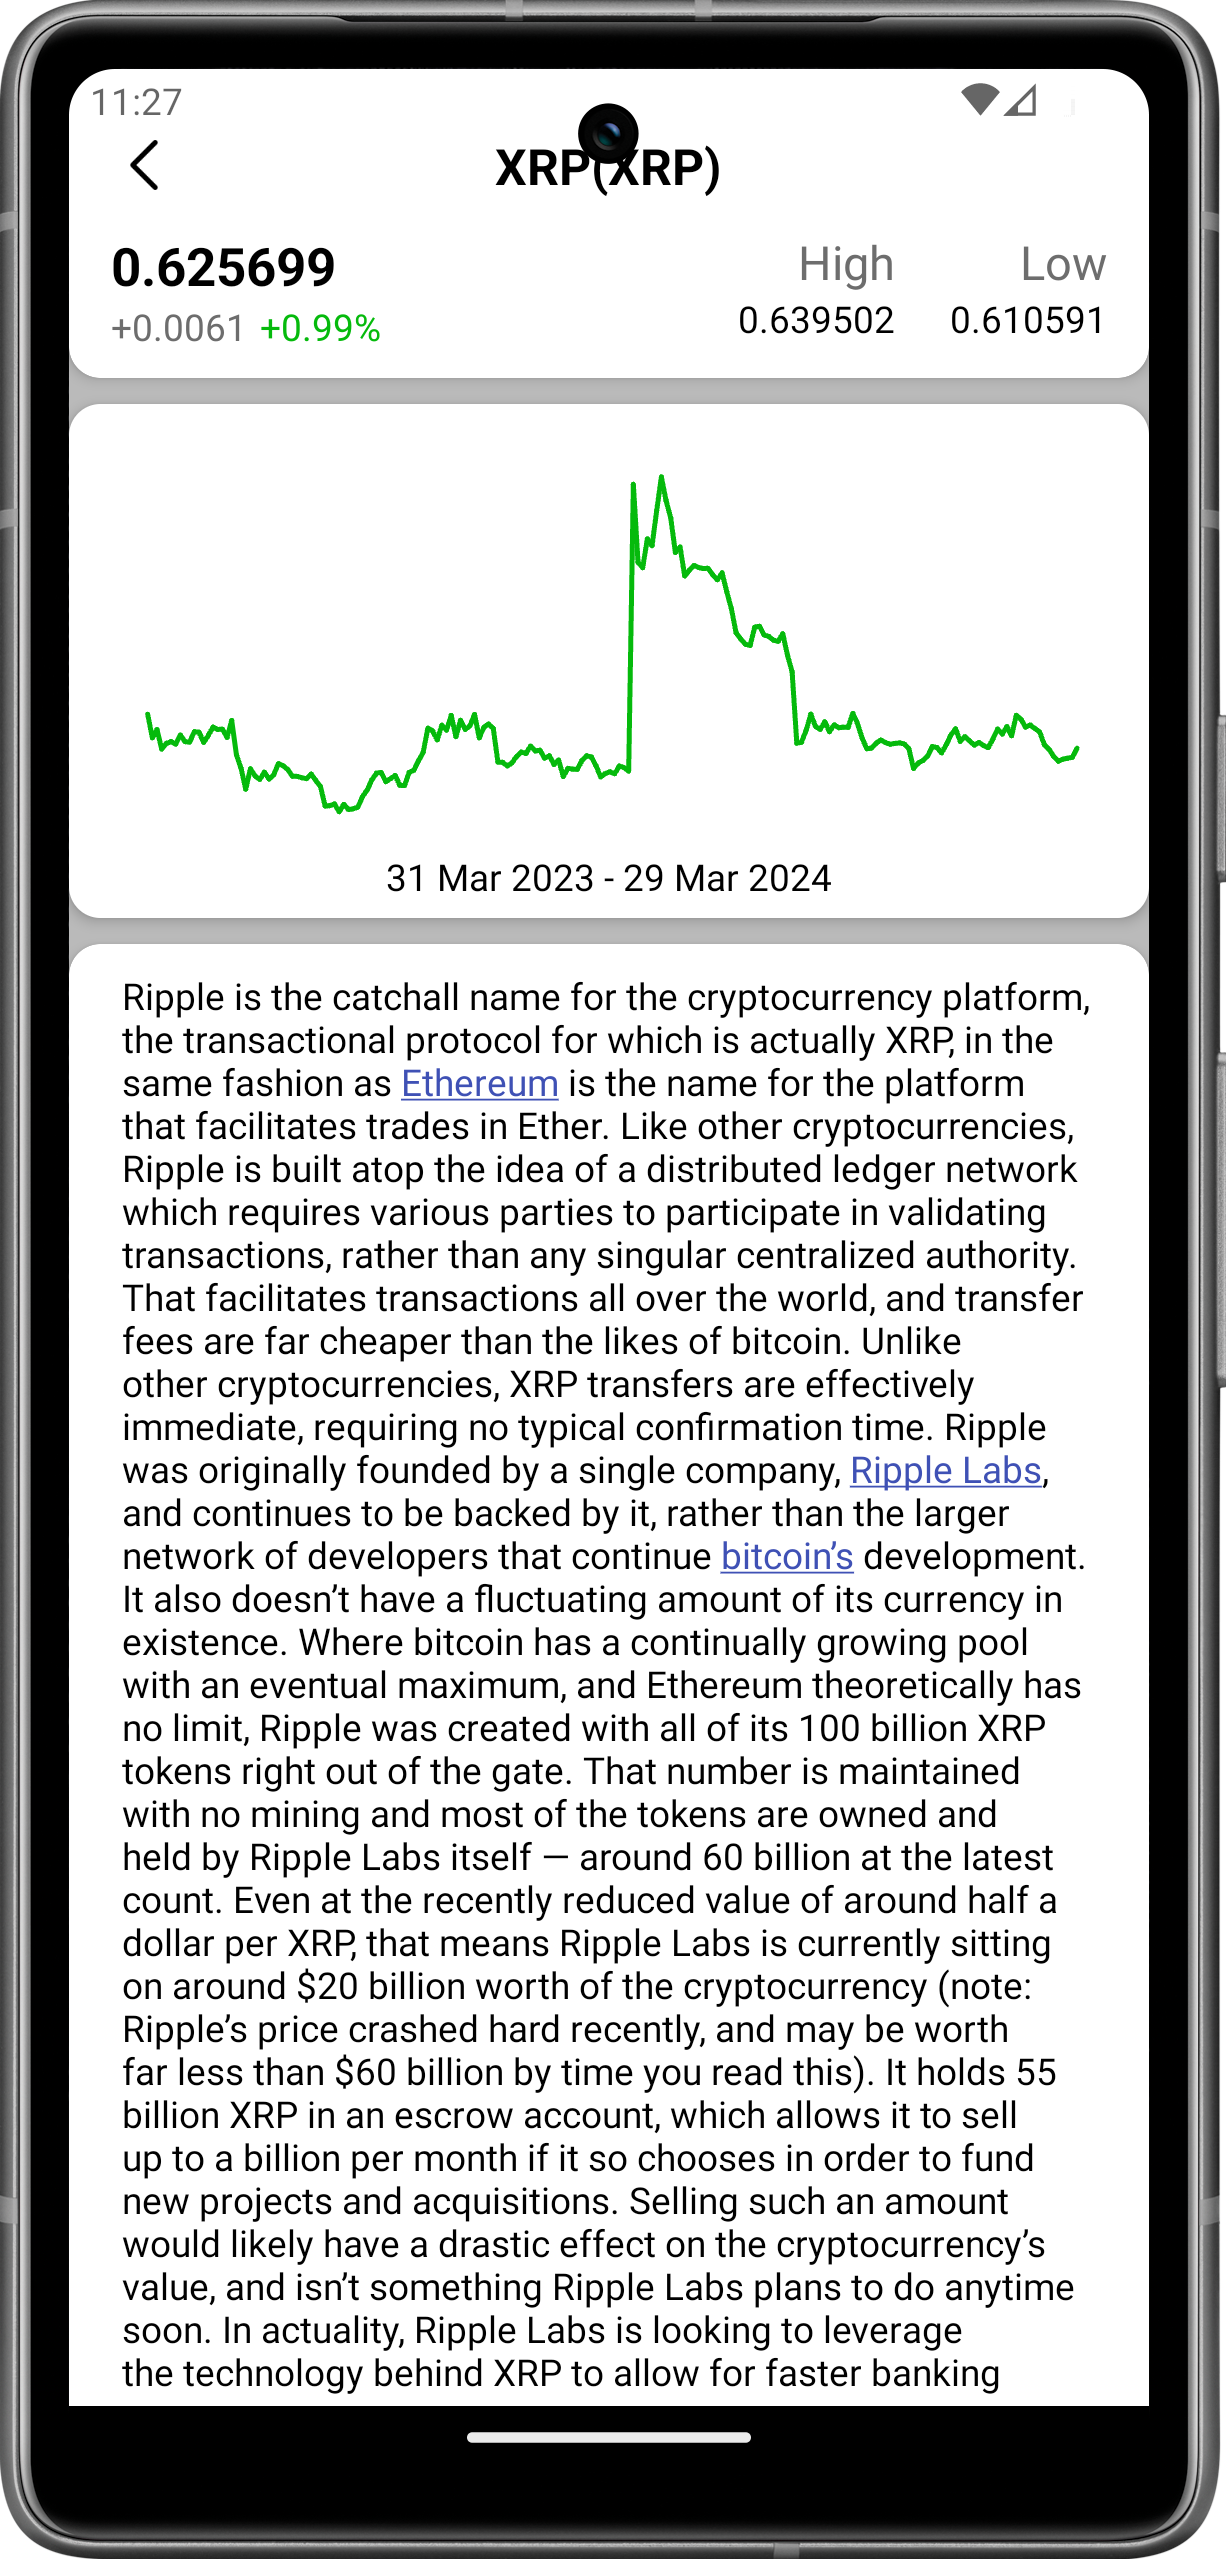 11:27
XRP(XRP)
0.625699
High
Low
+0.0061 +0.99%
0.639502
0.610591
31 Mar 2023 - 29 Mar 2024
Ripple is the catchall name for the cryptocurrency platform,
the transactional protocol for which is actually XRP, in the
same fashion as Ethereum is the name for the platform
that facilitates trades in Ether. Like other cryptocurrencies,
Ripple is built atop the idea of a distributed ledger network
which requires various parties to participate in validating
transactions, rather than any singular centralized authority.
That facilitates transactions all over the world, and transfer
fees are far cheaper than the likes of bitcoin. Unlike
other cryptocurrencies, XRP transfers are effectively
immediate, requiring no typical confirmation time. Ripple
was originally founded by a single company, Ripple Labs,
and continues to be backed by it, rather than the larger
network of developers that continue bitcoin’s development.
It also doesn’t have a fluctuating amount of its currency in
existence. Where bitcoin has a continually growing pool
with an eventual maximum, and Ethereum theoretically has
no limit, Ripple was created with all of its 100 billion XRP
tokens right out of the gate. That number is maintained
with no mining and most of the tokens are owned and
held by Ripple Labs itself — around 60 billion at the latest
count. Even at the recently reduced value of around half a
dollar per XRP, that means Ripple Labs is currently sitting
on around $20 billion worth of the cryptocurrency (note:
Ripple’s price crashed hard recently, and may be worth
far less than $60 billion by time you read this). It holds 55
billion XRP in an escrow account, which allows it to sell
up to a billion per month if it so chooses in order to fund
new projects and acquisitions. Selling such an amount
would likely have a drastic effect on the cryptocurrency’s
value, and isn’t something Ripple Labs plans to do anytime
soon. In actuality, Ripple Labs is looking to leverage
the technology behind XRP to allow for faster banking